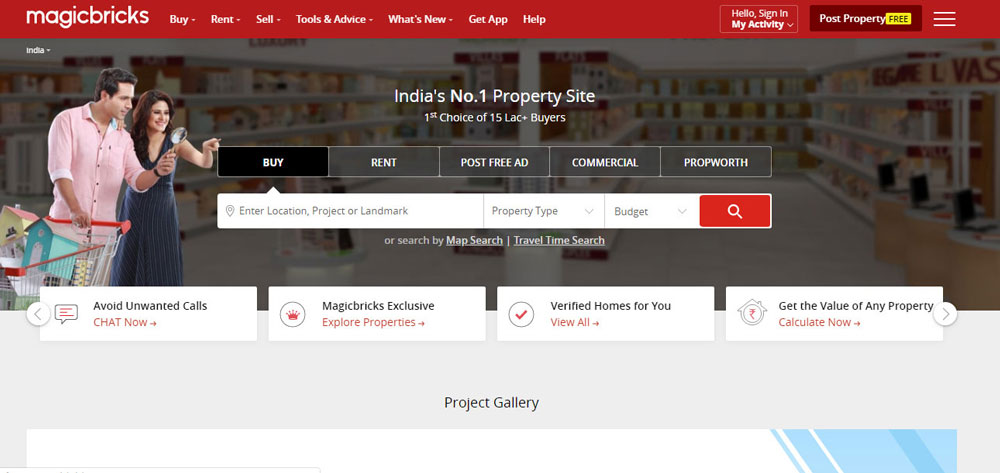 magicbricks
Buy Rent Sell Tools & Advice What's New Get App Help
Hello, Sign In
My Activity
Post Property FREE
India
India's No.1 Property Site
1st Choice of 15 Lac+ Buyers
BUY RENT POST FREE AD COMMERCIAL PROPWORTH
Enter Location, Project or Landmark Property Type Budget
or search by Map Search | Travel Time Search
Avoid Unwanted Calls
CHAT Now→
Magicbricks Exclusive
Explore Properties→
Verified Homes for You
View All→
Get the Value of Any Property
Calculate Now→
Project Gallery